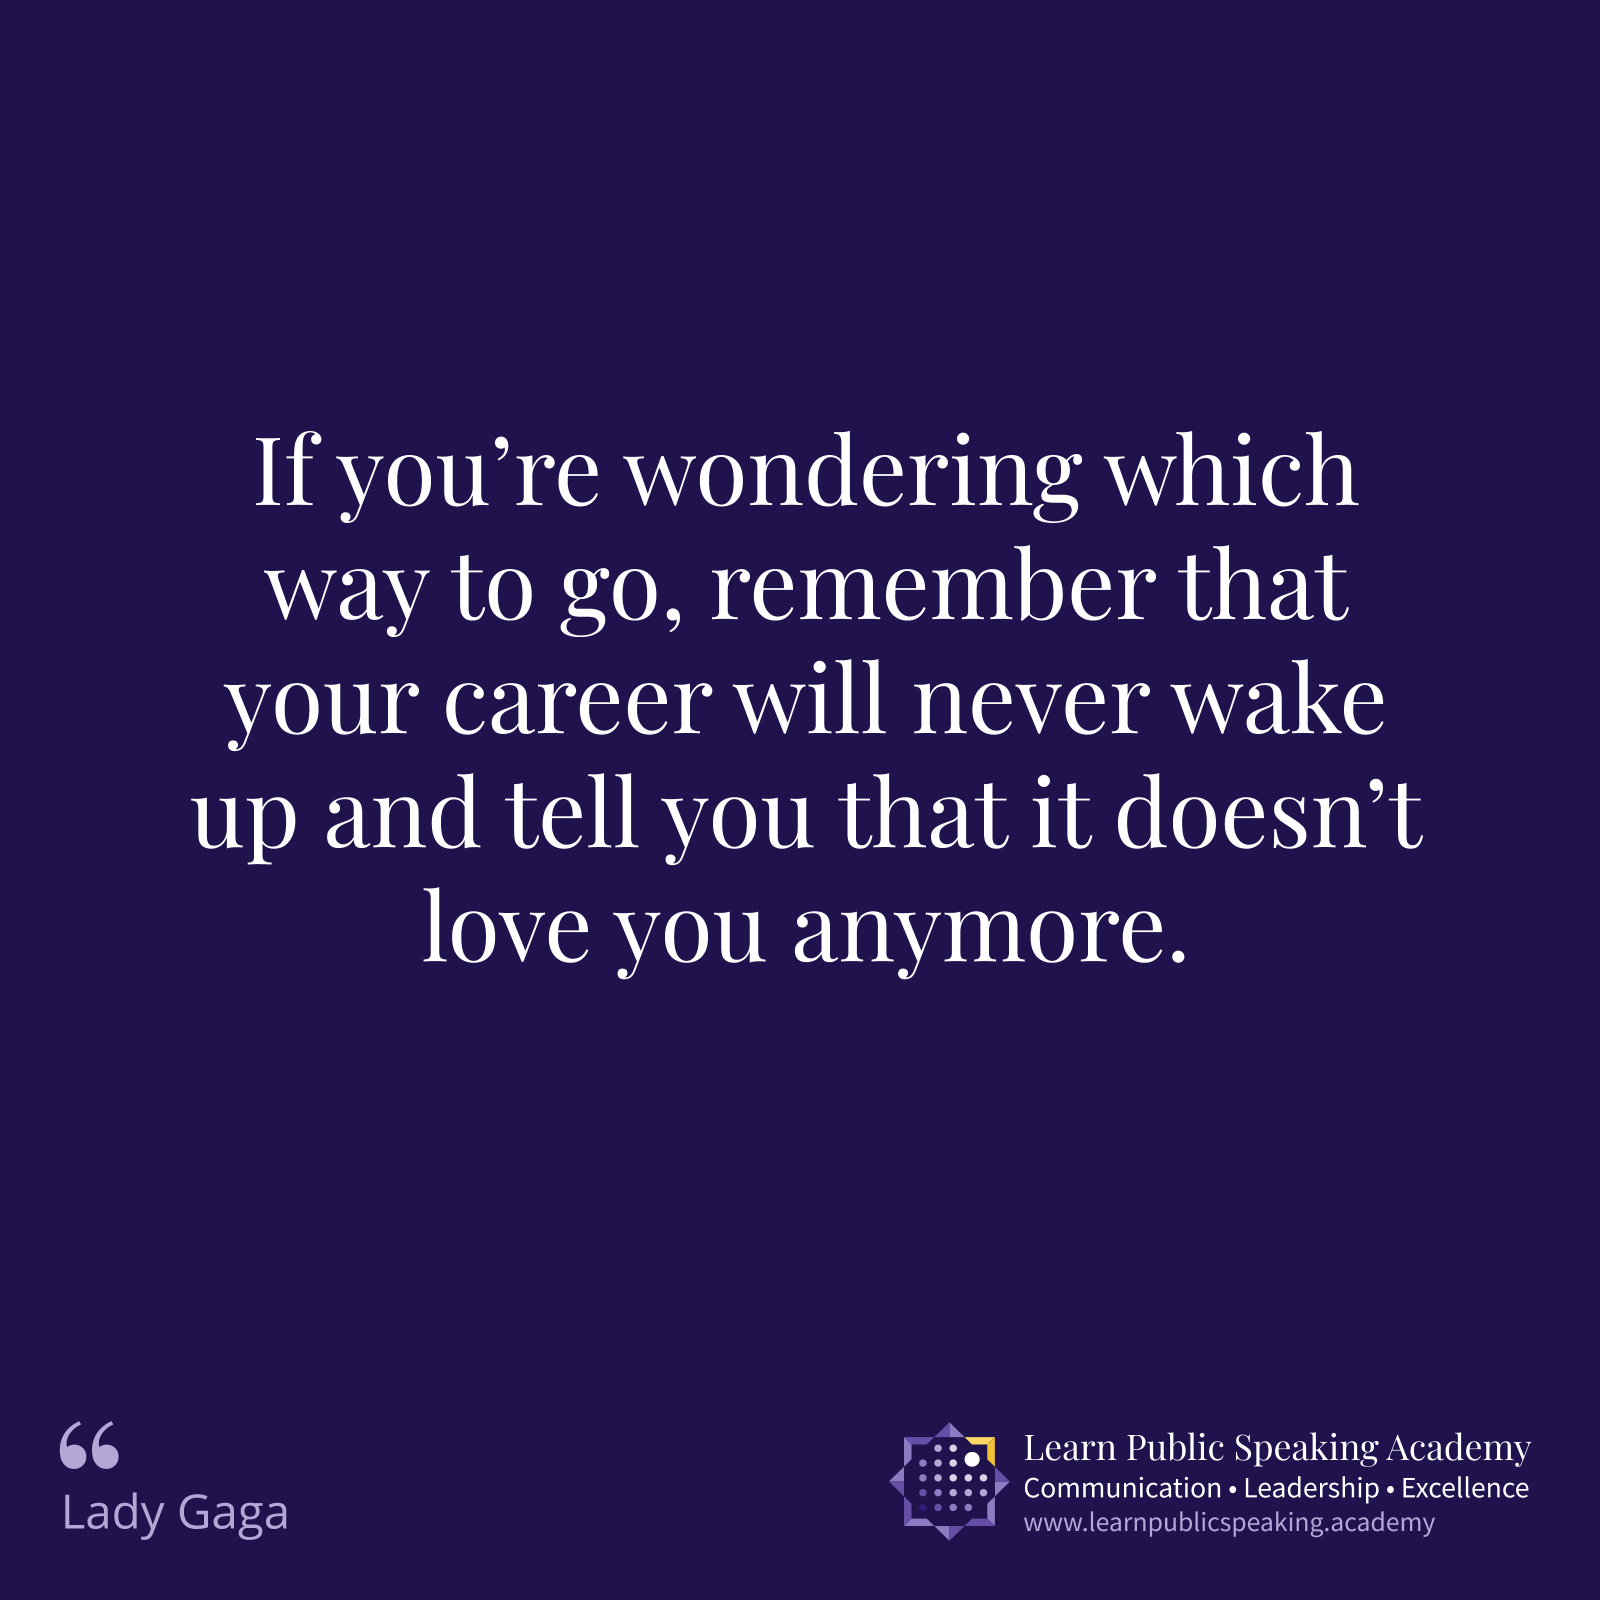 If you’re wondering which
way to go, remember that
your career will never wake
up and tell you that it doesn’t
love you anymore.
“
Lady Gaga
Learn Public Speaking Academy
Communication • Leadership • Excellence
www.learnpublicspeaking.academy